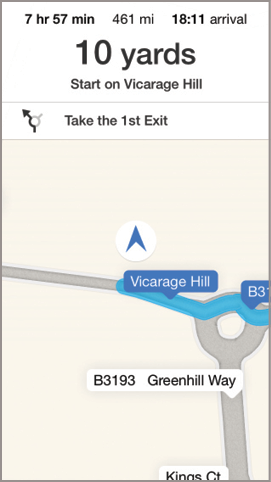 7 hr 57 min 461 mi 18:11 arrival
10 yards
Start on Vicarage Hill
Take the 1st Exit
Vicarage Hill
B31
B3193 Greenhill Way
Kings Ct